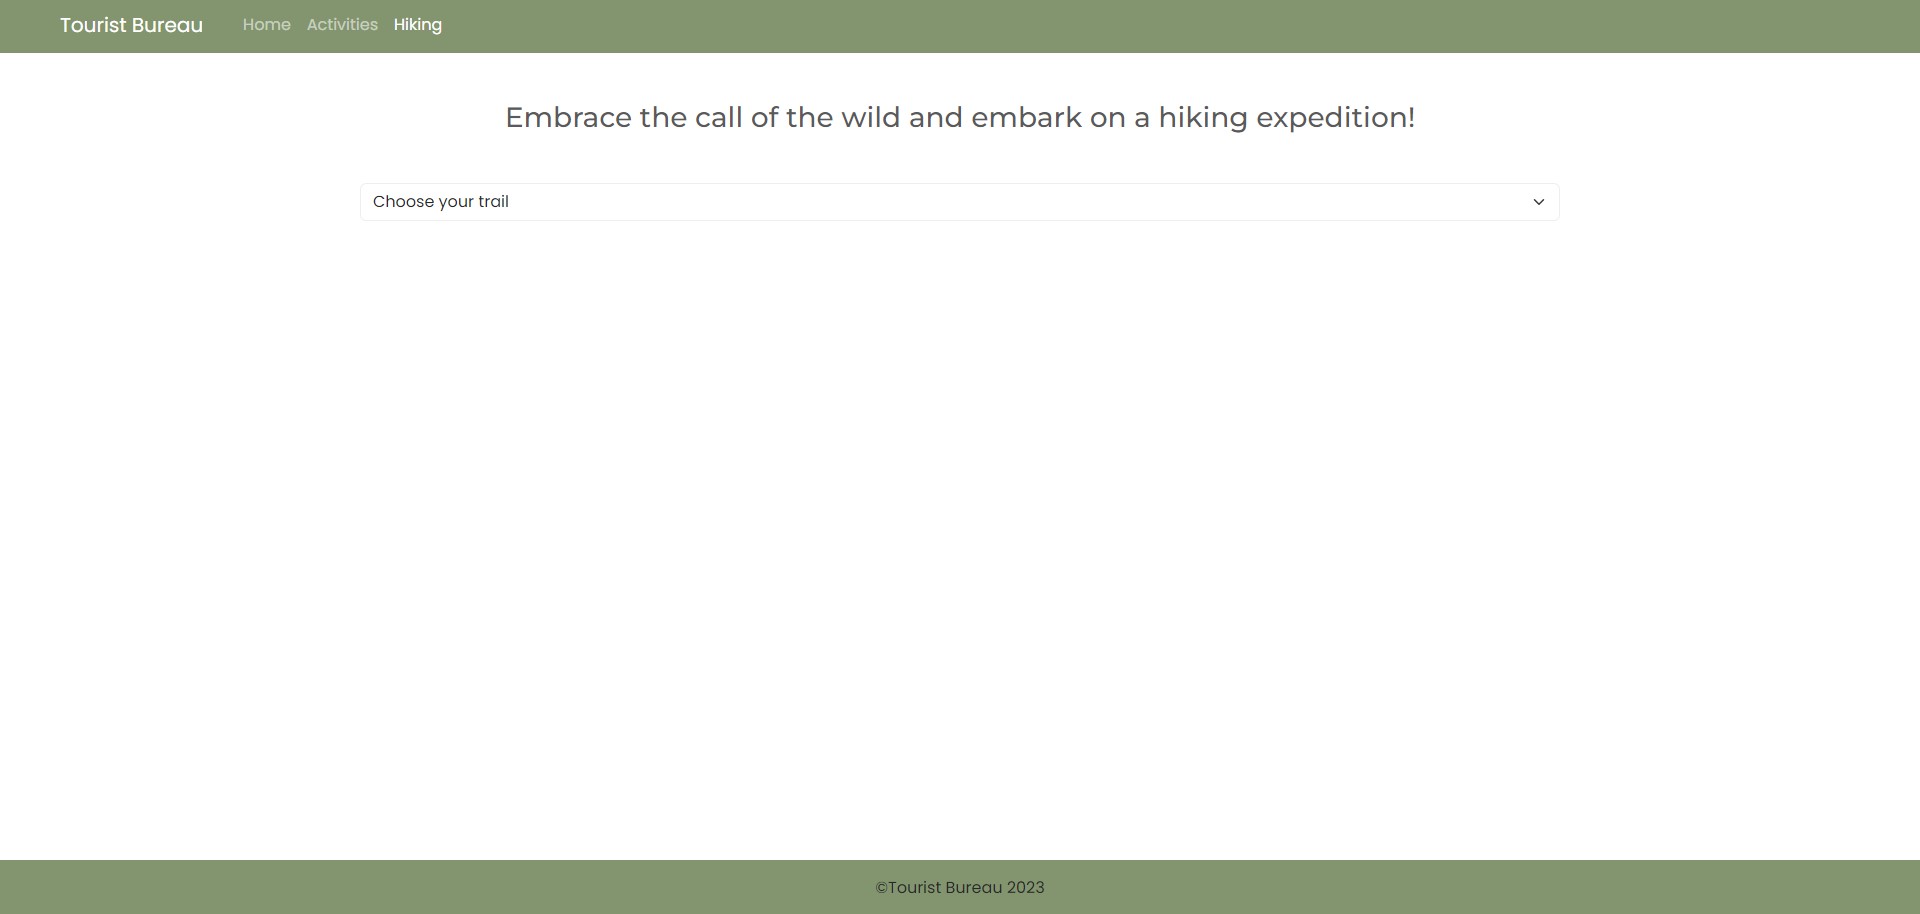 Tourist Bureau Home Activities Hiking
Embrace the call of the wild and embark on a hiking expedition!
Choose your trail
©Tourist Bureau 2023